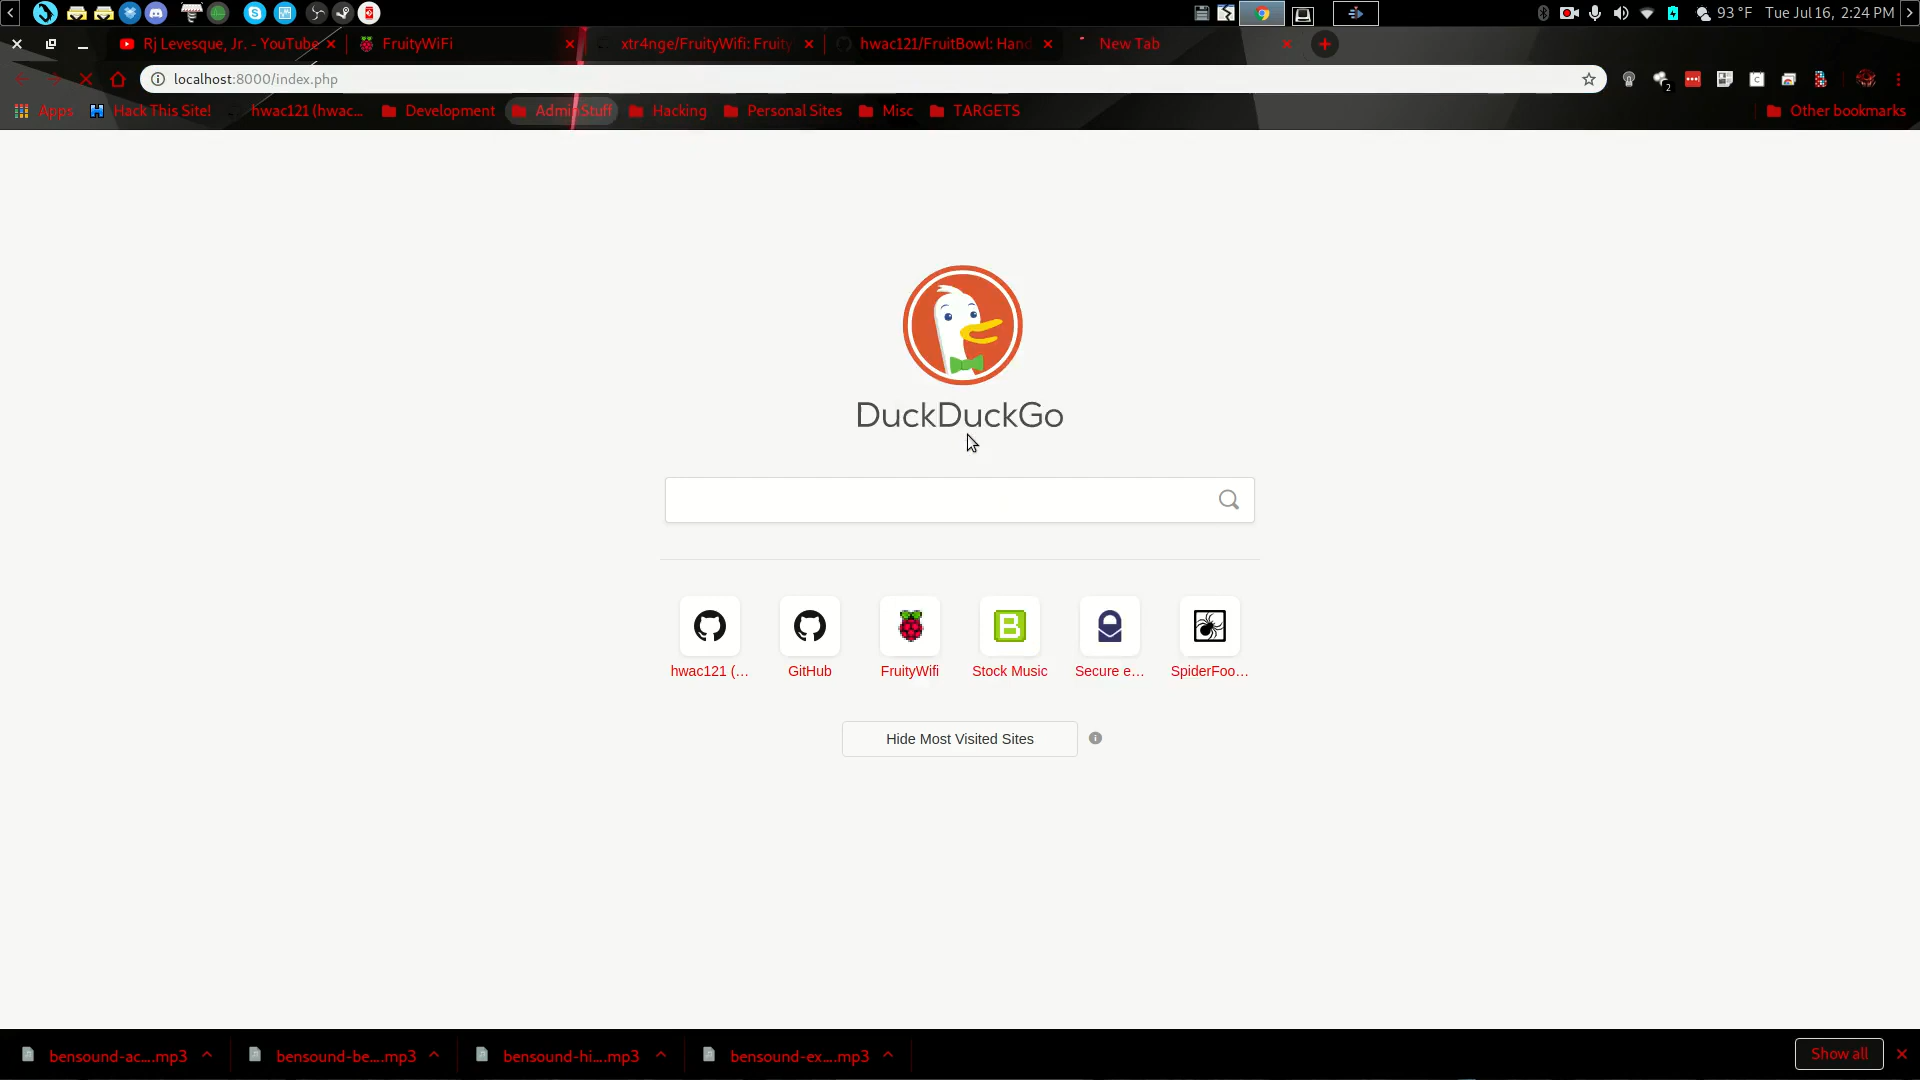 93 °F Tue Jul 16, 2:24 PM
Rj Levesque, Jr. - YouTube
FruityWiFi
xtr4nge/FruityWifi: Fruity
hwac121/FruitBowl: Hand
New Tab
localhost:8000/index.php
2
Apps
Hack This Site!
hwac121 (hwac...
Development
Admin Stuff
Hacking
Personal Sites
Misc
TARGETS
Other bookmarks
DuckDuckGo
hwac121 (...
GitHub
FruityWifi
Stock Music
Secure e...
SpiderFoo...
Hide Most Visited Sites
bensound-ac....mp3
bensound-be....mp3
bensound-hi....mp3
bensound-ex....mp3
Show all